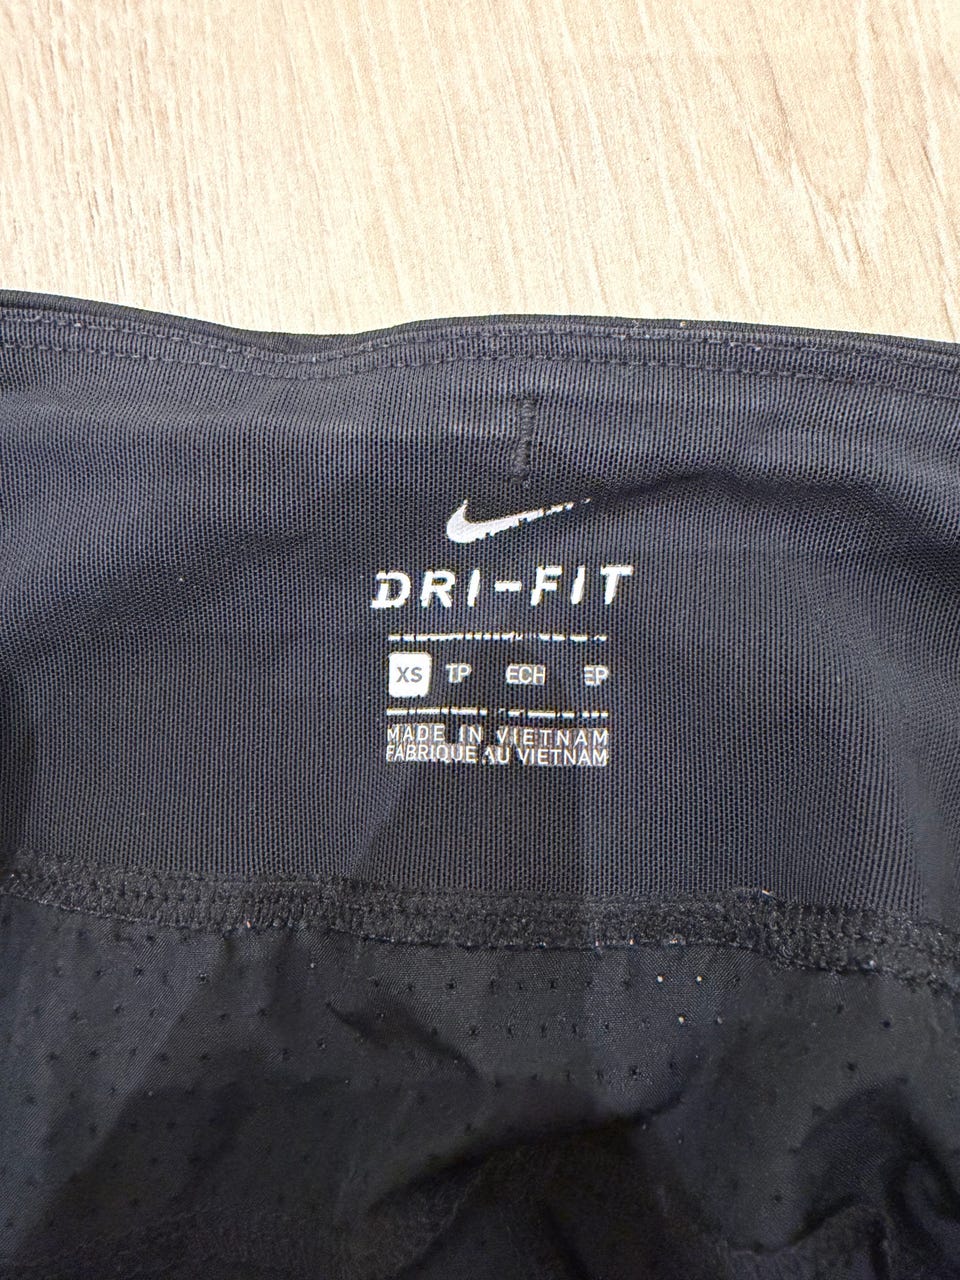 DRI-FIT
XS TP ECH EP
MADE IN VIETNAM
FABRIQUE AU VIETNAM